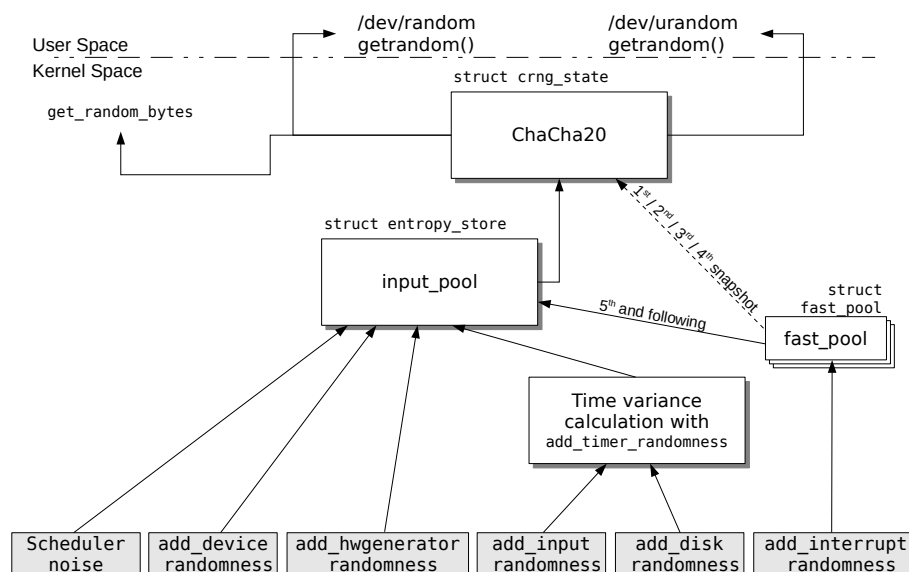 /dev/random
getrandom()
/dev/urandom
getrandom()
User Space
Kernel Space
struct crng_state
get_random_bytes
ChaCha20
1st / 2nd / 3rd / 4th snapshot
struct entropy_store
input_pool
5th and following
struct
fast_pool
fast_pool
Time variance
calculation with
add_timer_randomness
Scheduler
noise
add_device
randomness
add_hwgenerator
randomness
add_input
randomness
add_disk
randomness
add_interrupt
randomness